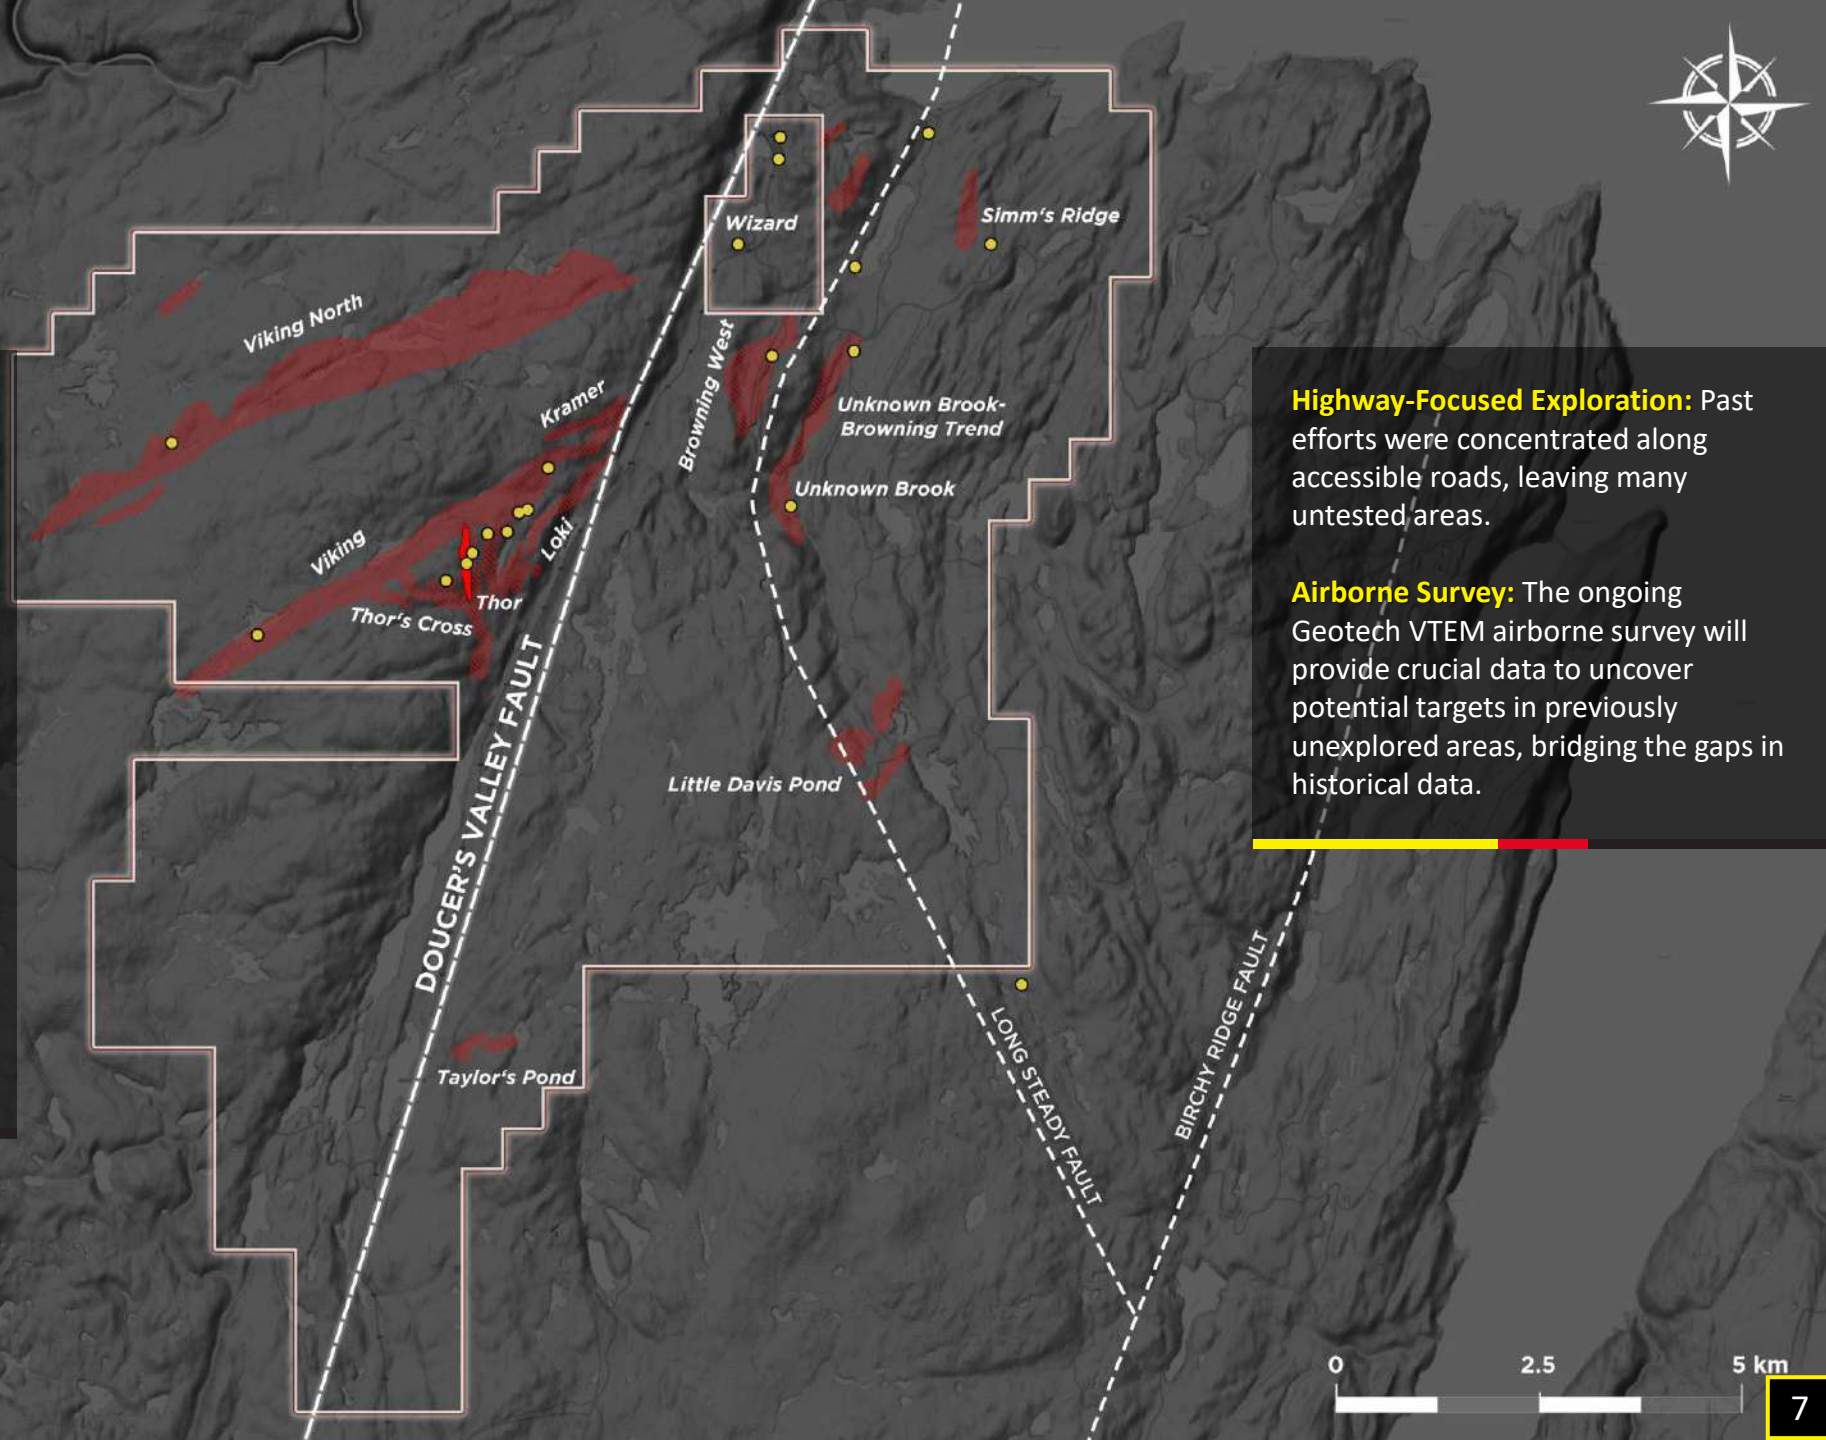 Wizard
Simm's Ridge
Viking North
Kramer
Browning West
Unknown Brook-
Browning Trend
Unknown Brook
Viking
Loki
Thor
Thor's Cross
DOUCER'S VALLEY FAULT
Little Davis Pond
Taylor's Pond
LONG STEADY FAULT
BIRCHY RIDGE FAULT
Highway-Focused Exploration: Past
efforts were concentrated along
accessible roads, leaving many
untested areas.
Airborne Survey: The ongoing
Geotech VTEM airborne survey will
provide crucial data to uncover
potential targets in previously
unexplored areas, bridging the gaps in
historical data.
0 2.5 5 km
7